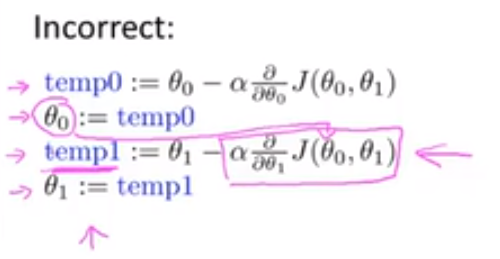 Incorrect:
temp0 := θ₀ − α ∂/∂θ₀ J(θ₀, θ₁)
θ₀ := temp0
temp1 := θ₁ − α ∂/∂θ₁ J(θ₀, θ₁)
θ₁ := temp1